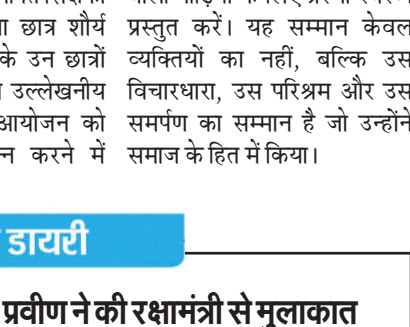 छात्र शौर्य
के उन छात्रों
उल्लेखनीय
आयोजन को
करने में
प्रस्तुत करें। यह सम्मान केवल
व्यक्तियों का नहीं, बल्कि उस
विचारधारा, उस परिश्रम और उस
समर्पण का सम्मान है जो उन्होंने
समाज के हित में किया।
डायरी
प्रवीण ने की रक्षामंत्री से मुलाकात